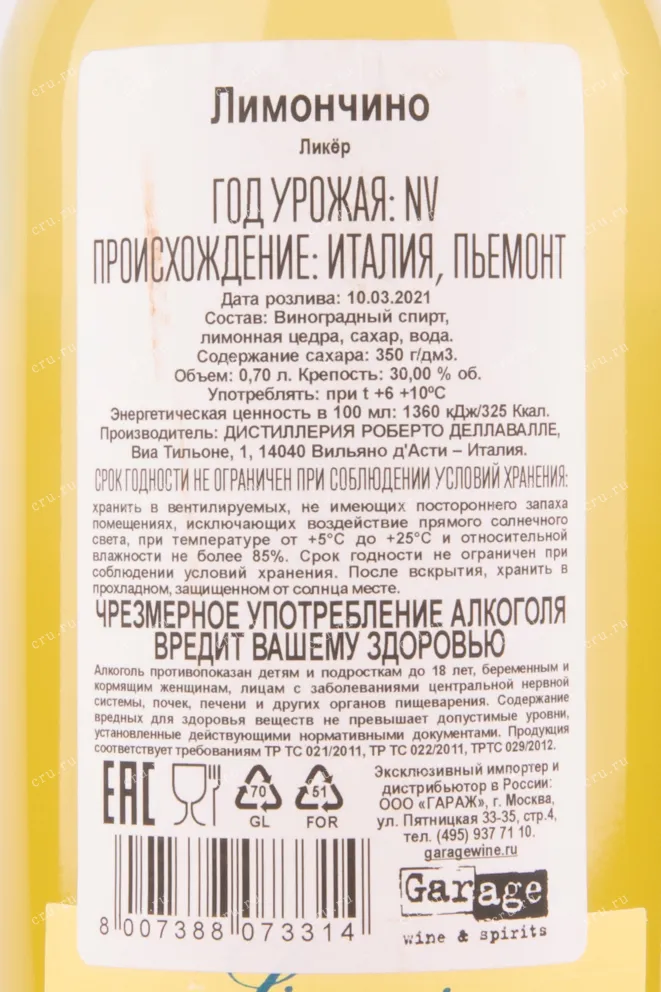 Лимончино
Ликёр
ГОД УРОЖАЯ: NV
ПРОИСХОЖДЕНИЕ: ИТАЛИЯ, ПЬЕМОНТ
Дата розлива: 10.03.2021
Состав: Виноградный спирт,
лимонная цедра, сахар, вода.
Содержание сахара: 350 г/дм3.
Объем: 0,70 л. Крепость: 30,00 % об.
Употреблять: при t +6 +10ºС
Энергетическая ценность в 100 мл: 1360 кДж/325 Ккал.
Производитель: ДИСТИЛЛЕРИЯ РОБЕРТО ДЕЛЛАВАЛЛЕ,
Виа Тильоне, 1, 14040 Вильяно д'Асти – Италия.
СРОК ГОДНОСТИ НЕ ОГРАНИЧЕН ПРИ СОБЛЮДЕНИИ УСЛОВИЙ ХРАНЕНИЯ:
хранить в вентилируемых, не имеющих постороннего запаха
помещениях, исключающих воздействие прямого солнечного
света, при температуре от +5°С до +25°С и относительной
влажности не более 85%. Срок годности не ограничен при
соблюдении условий хранения. После вскрытия, хранить в
прохладном, защищенном от солнца месте.
ЧРЕЗМЕРНОЕ УПОТРЕБЛЕНИЕ АЛКОГОЛЯ
ВРЕДИТ ВАШЕМУ ЗДОРОВЬЮ
Алкоголь противопоказан детям и подросткам до 18 лет, беременным и
кормящим женщинам, лицам с заболеваниями центральной нервной
системы, почек, печени и других органов пищеварения. Содержание
вредных для здоровья веществ не превышает допустимые уровни,
установленные действующими нормативными документами. Продукция
соответствует требованиям ТР ТС 021/2011, ТР ТС 022/2011, ТРТС 029/2012.
EAC
70
GL
51
FOR
Эксклюзивный импортер и
дистрибьютор в России:
ООО «ГАРАЖ», г. Москва,
ул. Пятницкая 33-35, стр.4,
тел. (495) 937 71 10.
garagewine.ru
Garage
wine & spirits
8 007388 073314
cru.ru